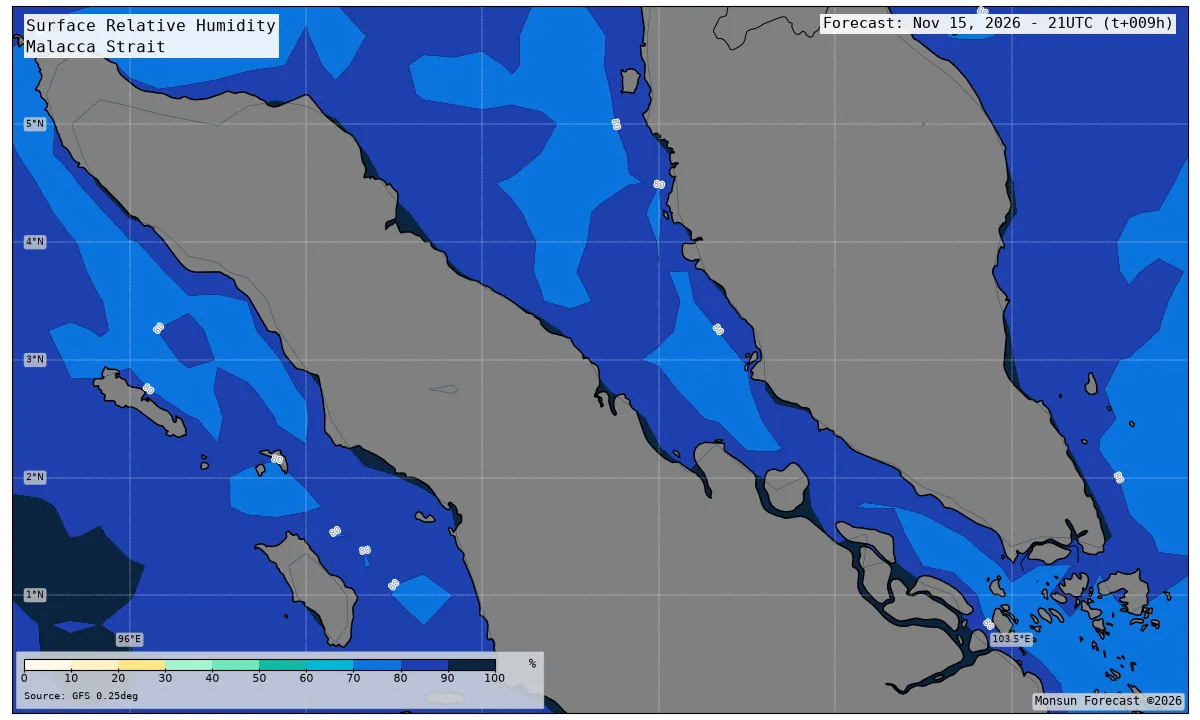 Surface Relative Humidity
Malacca Strait
Forecast: Nov 15, 2026 - 21UTC (t+009h)
80
5°N
80
80
4°N
80
80
3°N
80
80
2°N
80
80
80
80
1°N
80
96°E
103.5°E
%
0 10 20 30 40 50 60 70 80 90 100
Source: GFS 0.25deg
Monsun Forecast ©2026